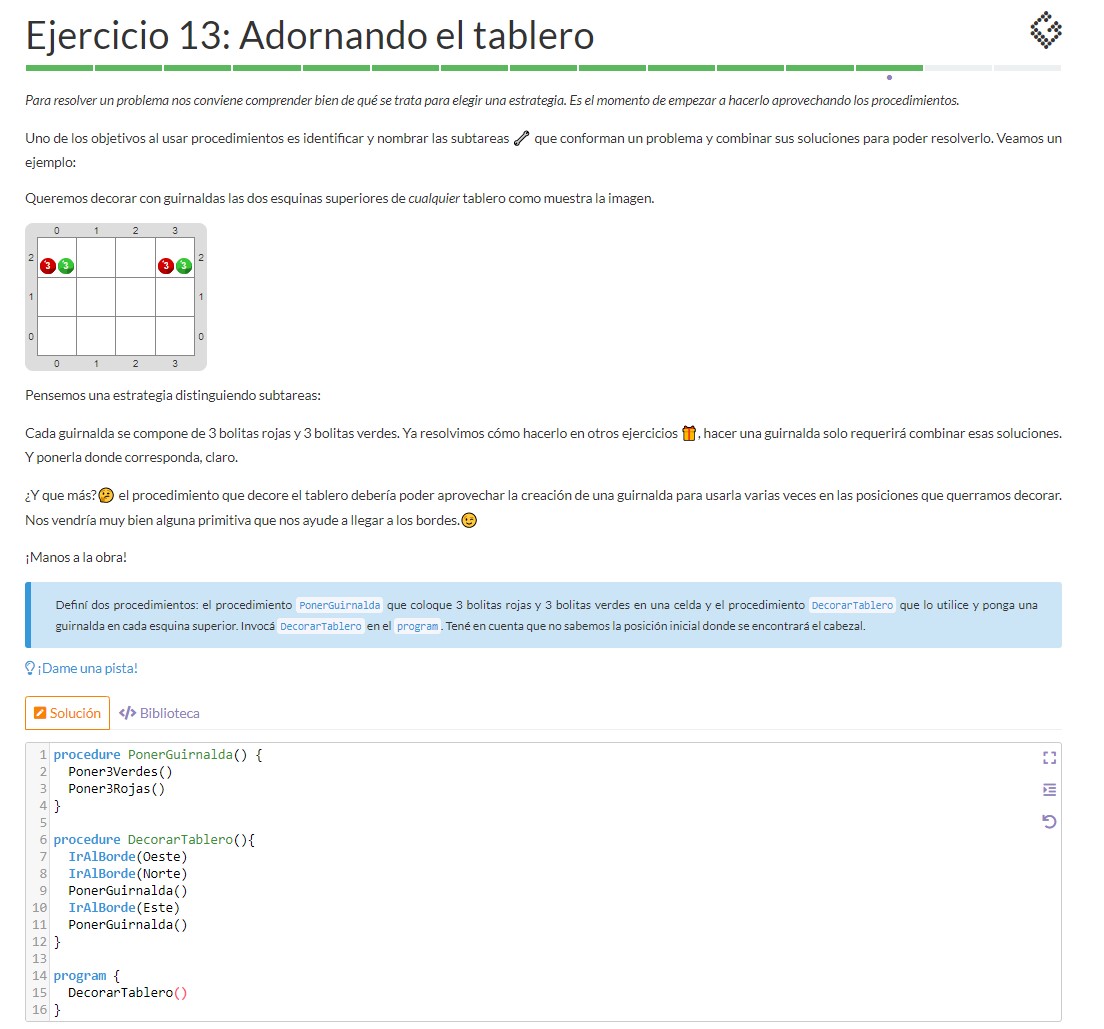 Ejercicio 13: Adornando el tablero
Para resolver un problema nos conviene comprender bien de qué se trata para elegir una estrategia. Es el momento de empezar a hacerlo aprovechando los procedimientos.
Uno de los objetivos al usar procedimientos es identificar y nombrar las subtareas 🦴 que conforman un problema y combinar sus soluciones para poder resolverlo. Veamos un
ejemplo:
Queremos decorar con guirnaldas las dos esquinas superiores de cualquier tablero como muestra la imagen.
0 1 2 3
2 3 3 3 3 2
1 1
0 0
0 1 2 3
Pensemos una estrategia distinguiendo subtareas:
Cada guirnalda se compone de 3 bolitas rojas y 3 bolitas verdes. Ya resolvimos cómo hacerlo en otros ejercicios 🎁, hacer una guirnalda solo requerirá combinar esas soluciones.
Y ponerla donde corresponda, claro.
¿Y que más?🤔 el procedimiento que decore el tablero debería poder aprovechar la creación de una guirnalda para usarla varias veces en las posiciones que querramos decorar.
Nos vendría muy bien alguna primitiva que nos ayude a llegar a los bordes.😉
¡Manos a la obra!
Definí dos procedimientos: el procedimiento PonerGuirnalda que coloque 3 bolitas rojas y 3 bolitas verdes en una celda y el procedimiento DecorarTablero que lo utilice y ponga una
guirnalda en cada esquina superior. Invocá DecorarTablero en el program. Tené en cuenta que no sabemos la posición inicial donde se encontrará el cabezal.
¡Dame una pista!
Solución </> Biblioteca
1 procedure PonerGuirnalda() {
2 Poner3Verdes()
3 Poner3Rojas()
4 }
5
6 procedure DecorarTablero(){
7 IrAlBorde(Oeste)
8 IrAlBorde(Norte)
9 PonerGuirnalda()
10 IrAlBorde(Este)
11 PonerGuirnalda()
12 }
13
14 program {
15 DecorarTablero()
16 }